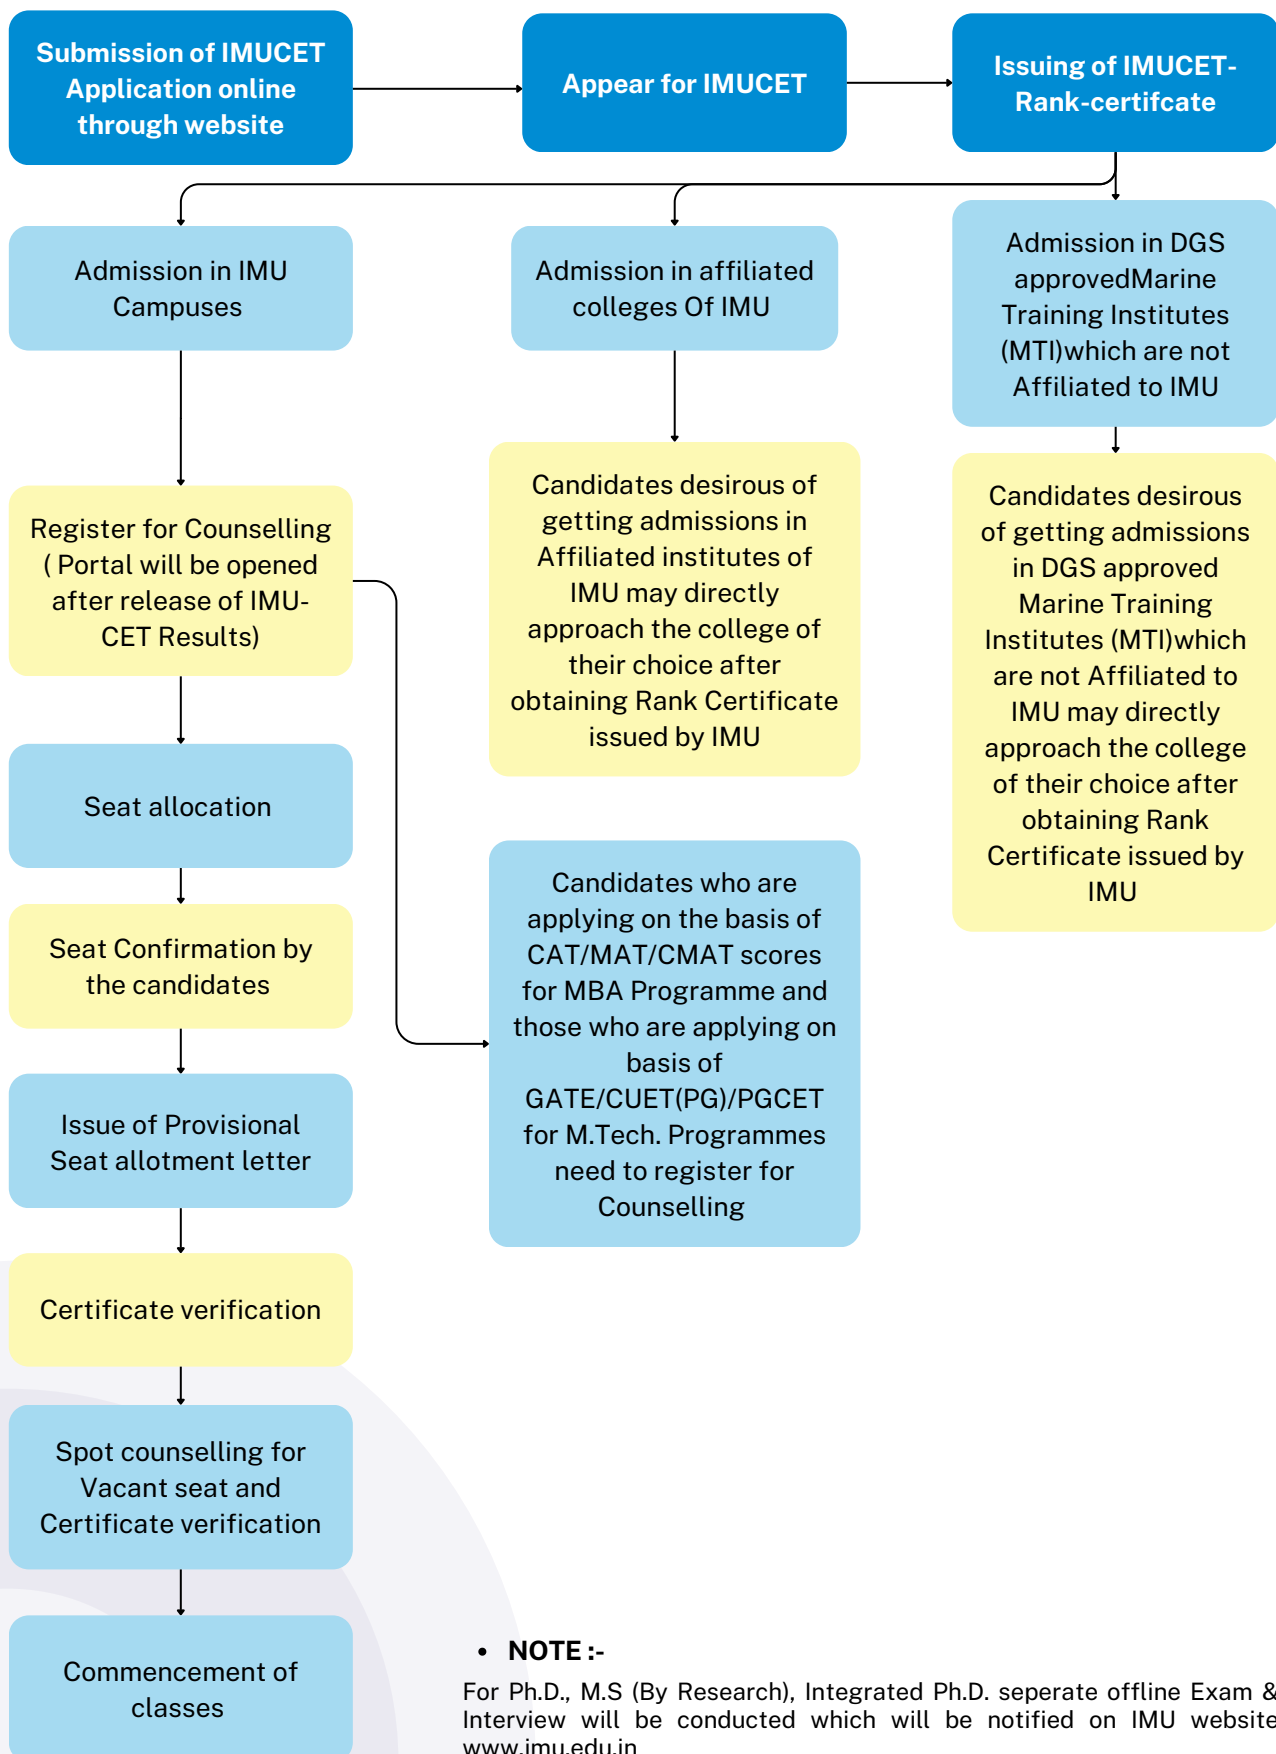 Submission of IMUCET
Application online
through website
Appear for IMUCET
Issuing of IMUCET-
Rank-certifcate
Admission in IMU
Campuses
Admission in affiliated
colleges Of IMU
Admission in DGS
approvedMarine
Training Institutes
(MTI)which are not
Affiliated to IMU
Register for Counselling
( Portal will be opened
after release of IMU-
CET Results)
Candidates desirous of
getting admissions in
Affiliated institutes of
IMU may directly
approach the college of
their choice after
obtaining Rank Certificate
issued by IMU
Candidates desirous
of getting admissions
in DGS approved
Marine Training
Institutes (MTI)which
are not Affiliated to
IMU may directly
approach the college
of their choice after
obtaining Rank
Certificate issued by
IMU
Seat allocation
Seat Confirmation by
the candidates
Candidates who are
applying on the basis of
CAT/MAT/CMAT scores
for MBA Programme and
those who are applying on
basis of
GATE/CUET(PG)/PGCET
for M.Tech. Programmes
need to register for
Counselling
Issue of Provisional
Seat allotment letter
Certificate verification
Spot counselling for
Vacant seat and
Certificate verification
Commencement of
classes
• NOTE :-
For Ph.D., M.S (By Research), Integrated Ph.D. seperate offline Exam &
Interview will be conducted which will be notified on IMU website
www.imu.edu.in